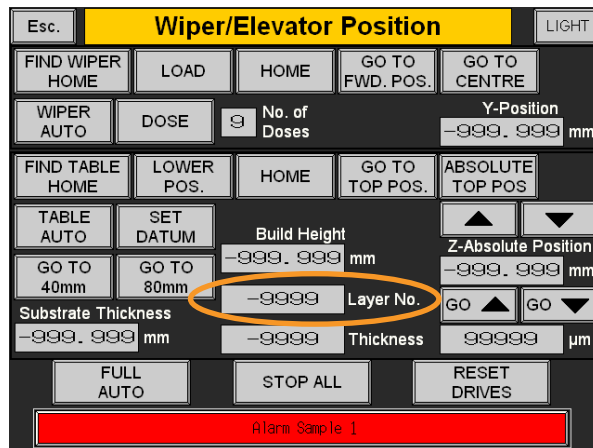 Esc. Wiper/Elevator Position LIGHT
FIND WIPER HOME LOAD HOME GO TO FWD. POS. GO TO CENTRE
WIPER AUTO DOSE 9 No. of Doses Y-Position
-999.999 mm
FIND TABLE HOME LOWER POS. HOME GO TO TOP POS. ABSOLUTE TOP POS
TABLE AUTO SET DATUM Build Height
-999.999 mm Z-Absolute Position
-999.999 mm
GO TO 40mm GO TO 80mm -9999 Layer No. GO GO
Substrate Thickness
-999.999 mm -9999 Thickness 99999 µm
FULL AUTO STOP ALL RESET DRIVES
Alarm Sample 1